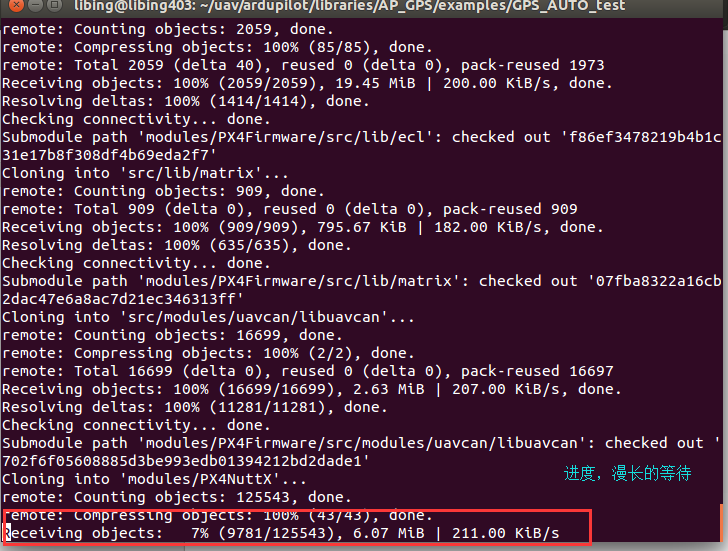 libing@libing403: ~/uav/ardupilot/libraries/AP_GPS/examples/GPS_AUTO_test
remote: Counting objects: 2059, done.
remote: Compressing objects: 100% (85/85), done.
remote: Total 2059 (delta 40), reused 0 (delta 0), pack-reused 1973
Receiving objects: 100% (2059/2059), 19.45 MiB | 200.00 KiB/s, done.
Resolving deltas: 100% (1414/1414), done.
Checking connectivity... done.
Submodule path 'modules/PX4Firmware/src/lib/ecl': checked out 'f86ef3478219b4b1c
31e17b8f308df4b69eda2f7'
Cloning into 'src/lib/matrix'...
remote: Counting objects: 909, done.
remote: Total 909 (delta 0), reused 0 (delta 0), pack-reused 909
Receiving objects: 100% (909/909), 795.67 KiB | 182.00 KiB/s, done.
Resolving deltas: 100% (635/635), done.
Checking connectivity... done.
Submodule path 'modules/PX4Firmware/src/lib/matrix': checked out '07fba8322a16cb
2dac47e6a8ac7d21ec346313ff'
Cloning into 'src/modules/uavcan/libuavcan'...
remote: Counting objects: 16699, done.
remote: Compressing objects: 100% (2/2), done.
remote: Total 16699 (delta 0), reused 0 (delta 0), pack-reused 16697
Receiving objects: 100% (16699/16699), 2.63 MiB | 207.00 KiB/s, done.
Resolving deltas: 100% (11281/11281), done.
Checking connectivity... done.
Submodule path 'modules/PX4Firmware/src/modules/uavcan/libuavcan': checked out '
702f6f05608885d3be993edb01394212bd2dade1'
Cloning into 'modules/PX4NuttX'...
进度，漫长的等待
remote: Counting objects: 125543, done.
remote: Compressing objects: 100% (43/43), done.
Receiving objects:   7% (9781/125543), 6.07 MiB | 211.00 KiB/s